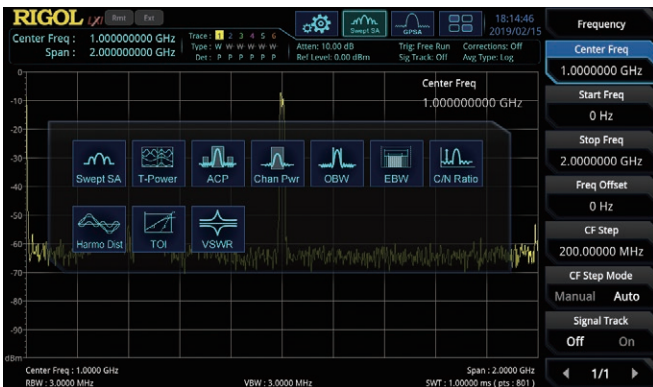 RIGOL LXI Rmt Ext
Swept SA GPSA
18:14:46
2019/02/15
Center Freq : 1.000000000 GHz
Span : 2.000000000 GHz
Trace : 1 2 3 4 5 6
Type : W W W W W W
Det : P P P P P P
Atten: 10.00 dB Trig: Free Run Corrections: Off
Ref Level: 0.00 dBm Sig Track: Off Avg Type: Log
0
-10
-20
-30
-40
-50
-60
-70
-80
-90
dBm
Center Freq
1.000000000 GHz
Swept SA T-Power ACP Chan Pwr OBW EBW C/N Ratio
Harmo Dist TOI VSWR
Center Freq : 1.0000 GHz Span : 2.0000 GHz
RBW : 3.0000 MHz VBW : 3.0000 MHz SWT : 1.00000 ms ( pts : 801 )
Frequency
Center Freq
1.0000000 GHz
Start Freq
0 Hz
Stop Freq
2.0000000 GHz
Freq Offset
0 Hz
CF Step
200.00000 MHz
CF Step Mode
Manual Auto
Signal Track
Off On
1/1